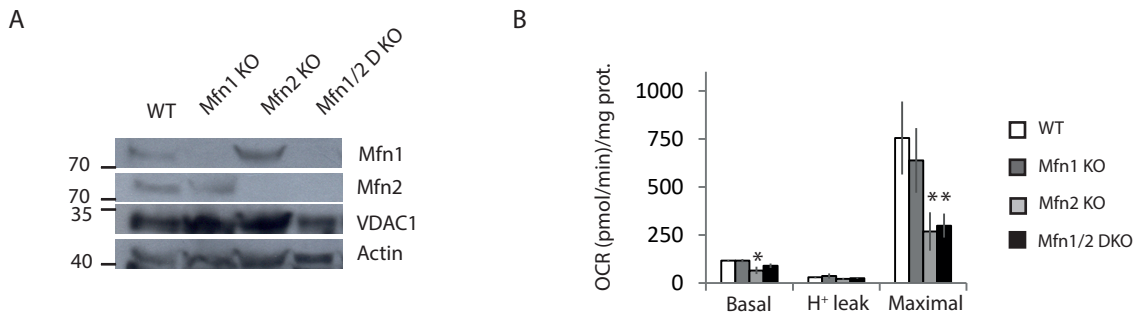 A
WT
Mfn1 KO
Mfn2 KO
Mfn1/2 D KO
70
Mfn1
70
Mfn2
35
VDAC1
40
Actin
B
OCR (pmol/min)/mg prot.
1000
750
500
250
0
*
* *
Basal
H⁺ leak
Maximal
WT
Mfn1 KO
Mfn2 KO
Mfn1/2 DKO